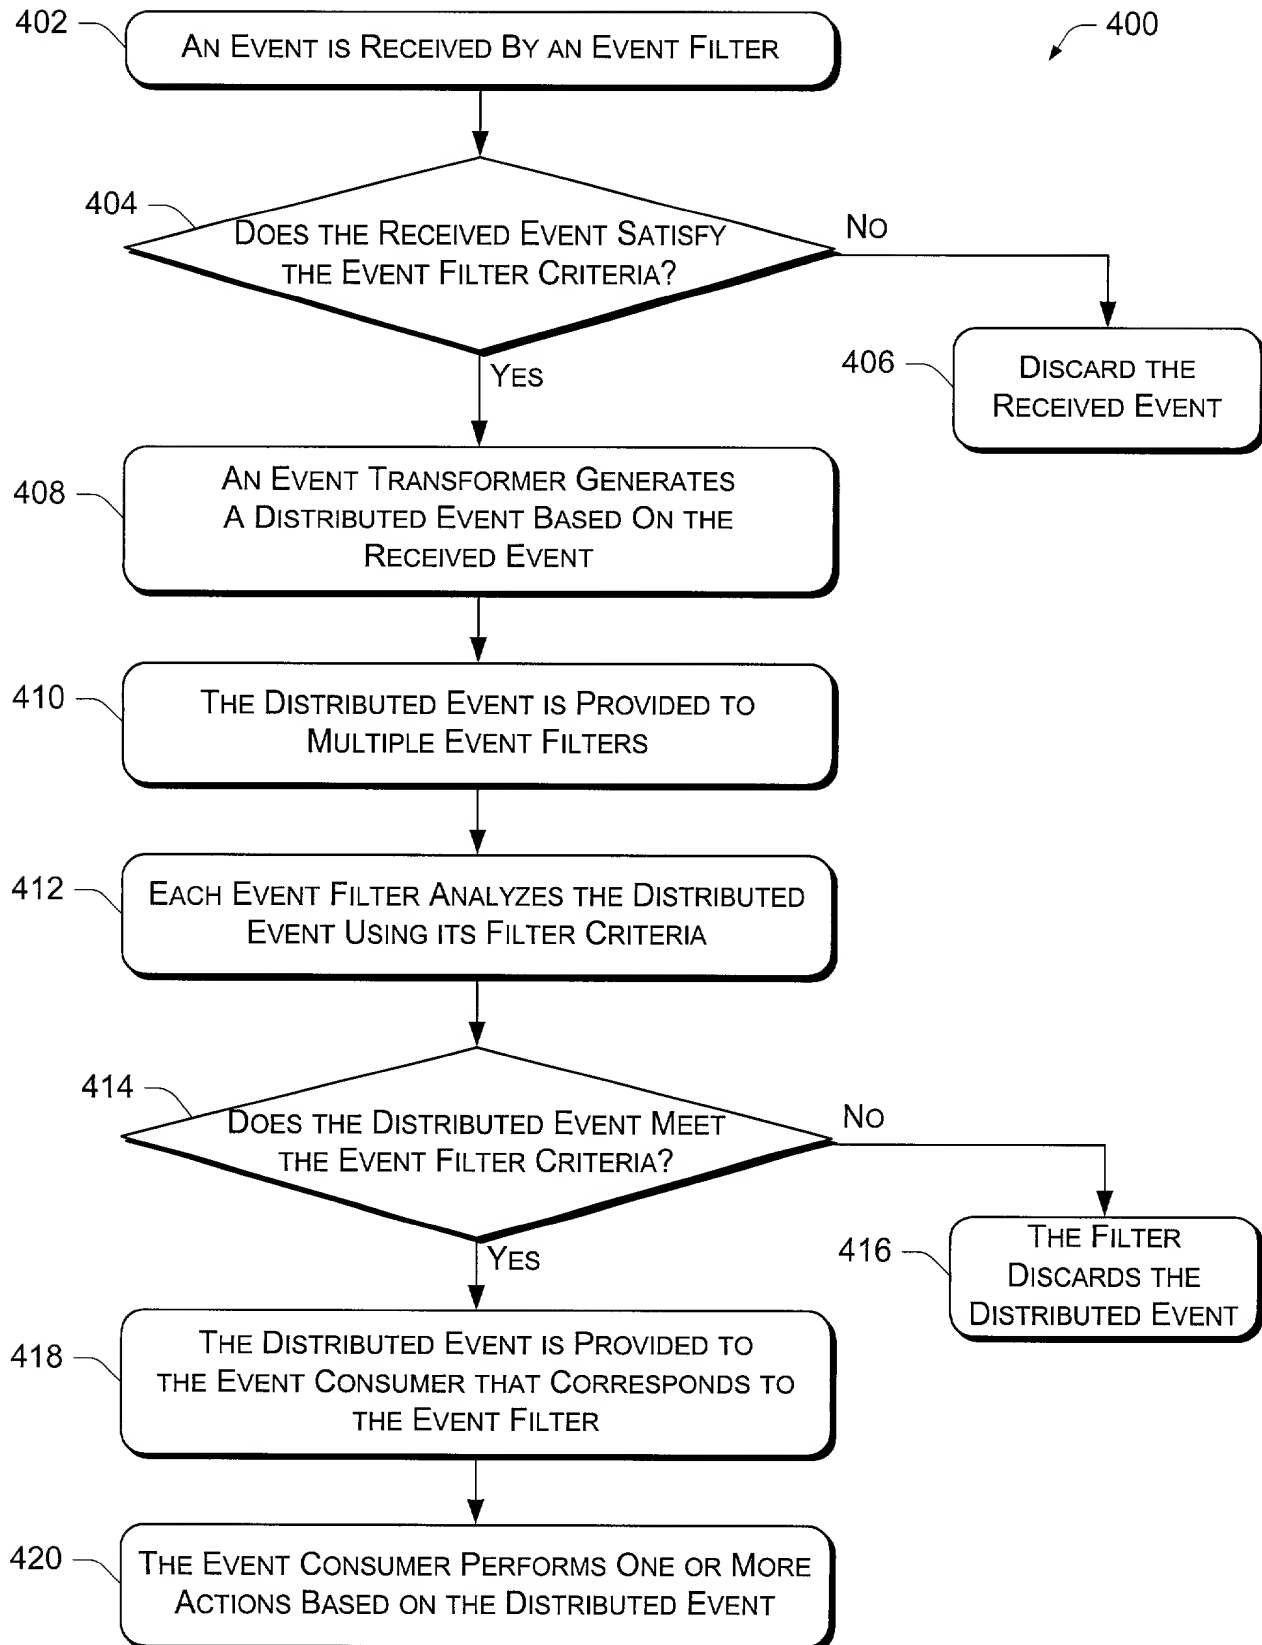 402
AN EVENT IS RECEIVED BY AN EVENT FILTER
400
404
DOES THE RECEIVED EVENT SATISFY
THE EVENT FILTER CRITERIA?
NO
YES
406
DISCARD THE
RECEIVED EVENT
408
AN EVENT TRANSFORMER GENERATES
A DISTRIBUTED EVENT BASED ON THE
RECEIVED EVENT
410
THE DISTRIBUTED EVENT IS PROVIDED TO
MULTIPLE EVENT FILTERS
412
EACH EVENT FILTER ANALYZES THE DISTRIBUTED
EVENT USING ITS FILTER CRITERIA
414
DOES THE DISTRIBUTED EVENT MEET
THE EVENT FILTER CRITERIA?
NO
YES
416
THE FILTER
DISCARDS THE
DISTRIBUTED EVENT
418
THE DISTRIBUTED EVENT IS PROVIDED TO
THE EVENT CONSUMER THAT CORRESPONDS TO
THE EVENT FILTER
420
THE EVENT CONSUMER PERFORMS ONE OR MORE
ACTIONS BASED ON THE DISTRIBUTED EVENT